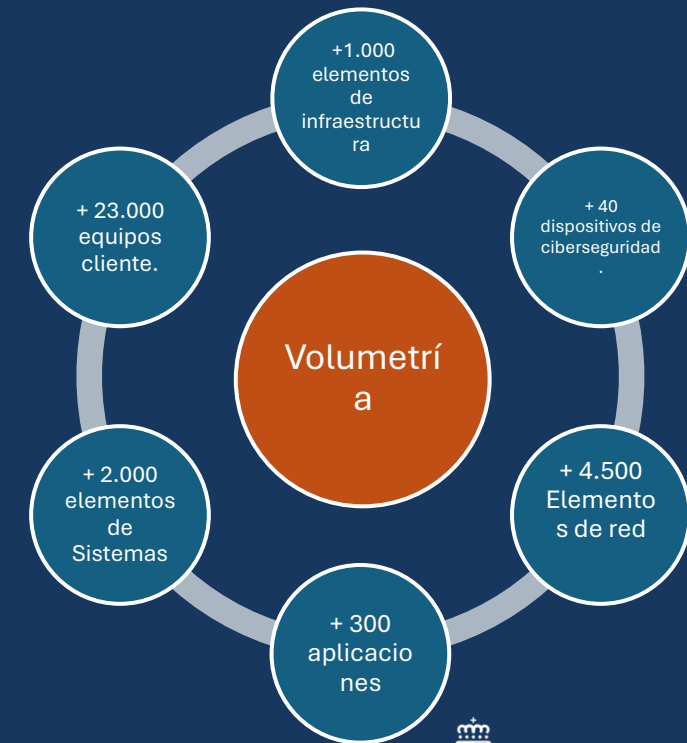 +1.000
elementos
de
infraestructu
ra
+ 40
dispositivos de
ciberseguridad
.
+ 4.500
Elemento
s de red
+ 300
aplicacio
nes
+ 2.000
elementos
de
Sistemas
+ 23.000
equipos
cliente.
Volumetrí
a